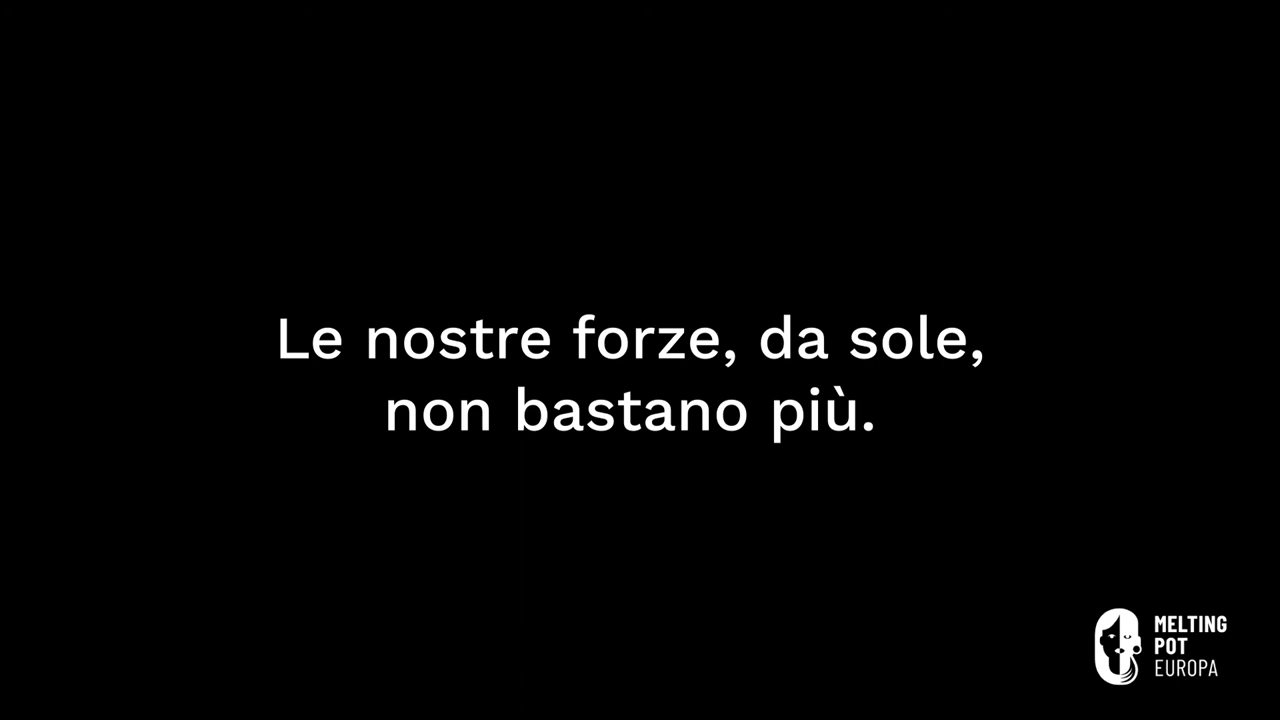 Le nostre forze, da sole,
non bastano più.
MELTING
POT
EUROPA